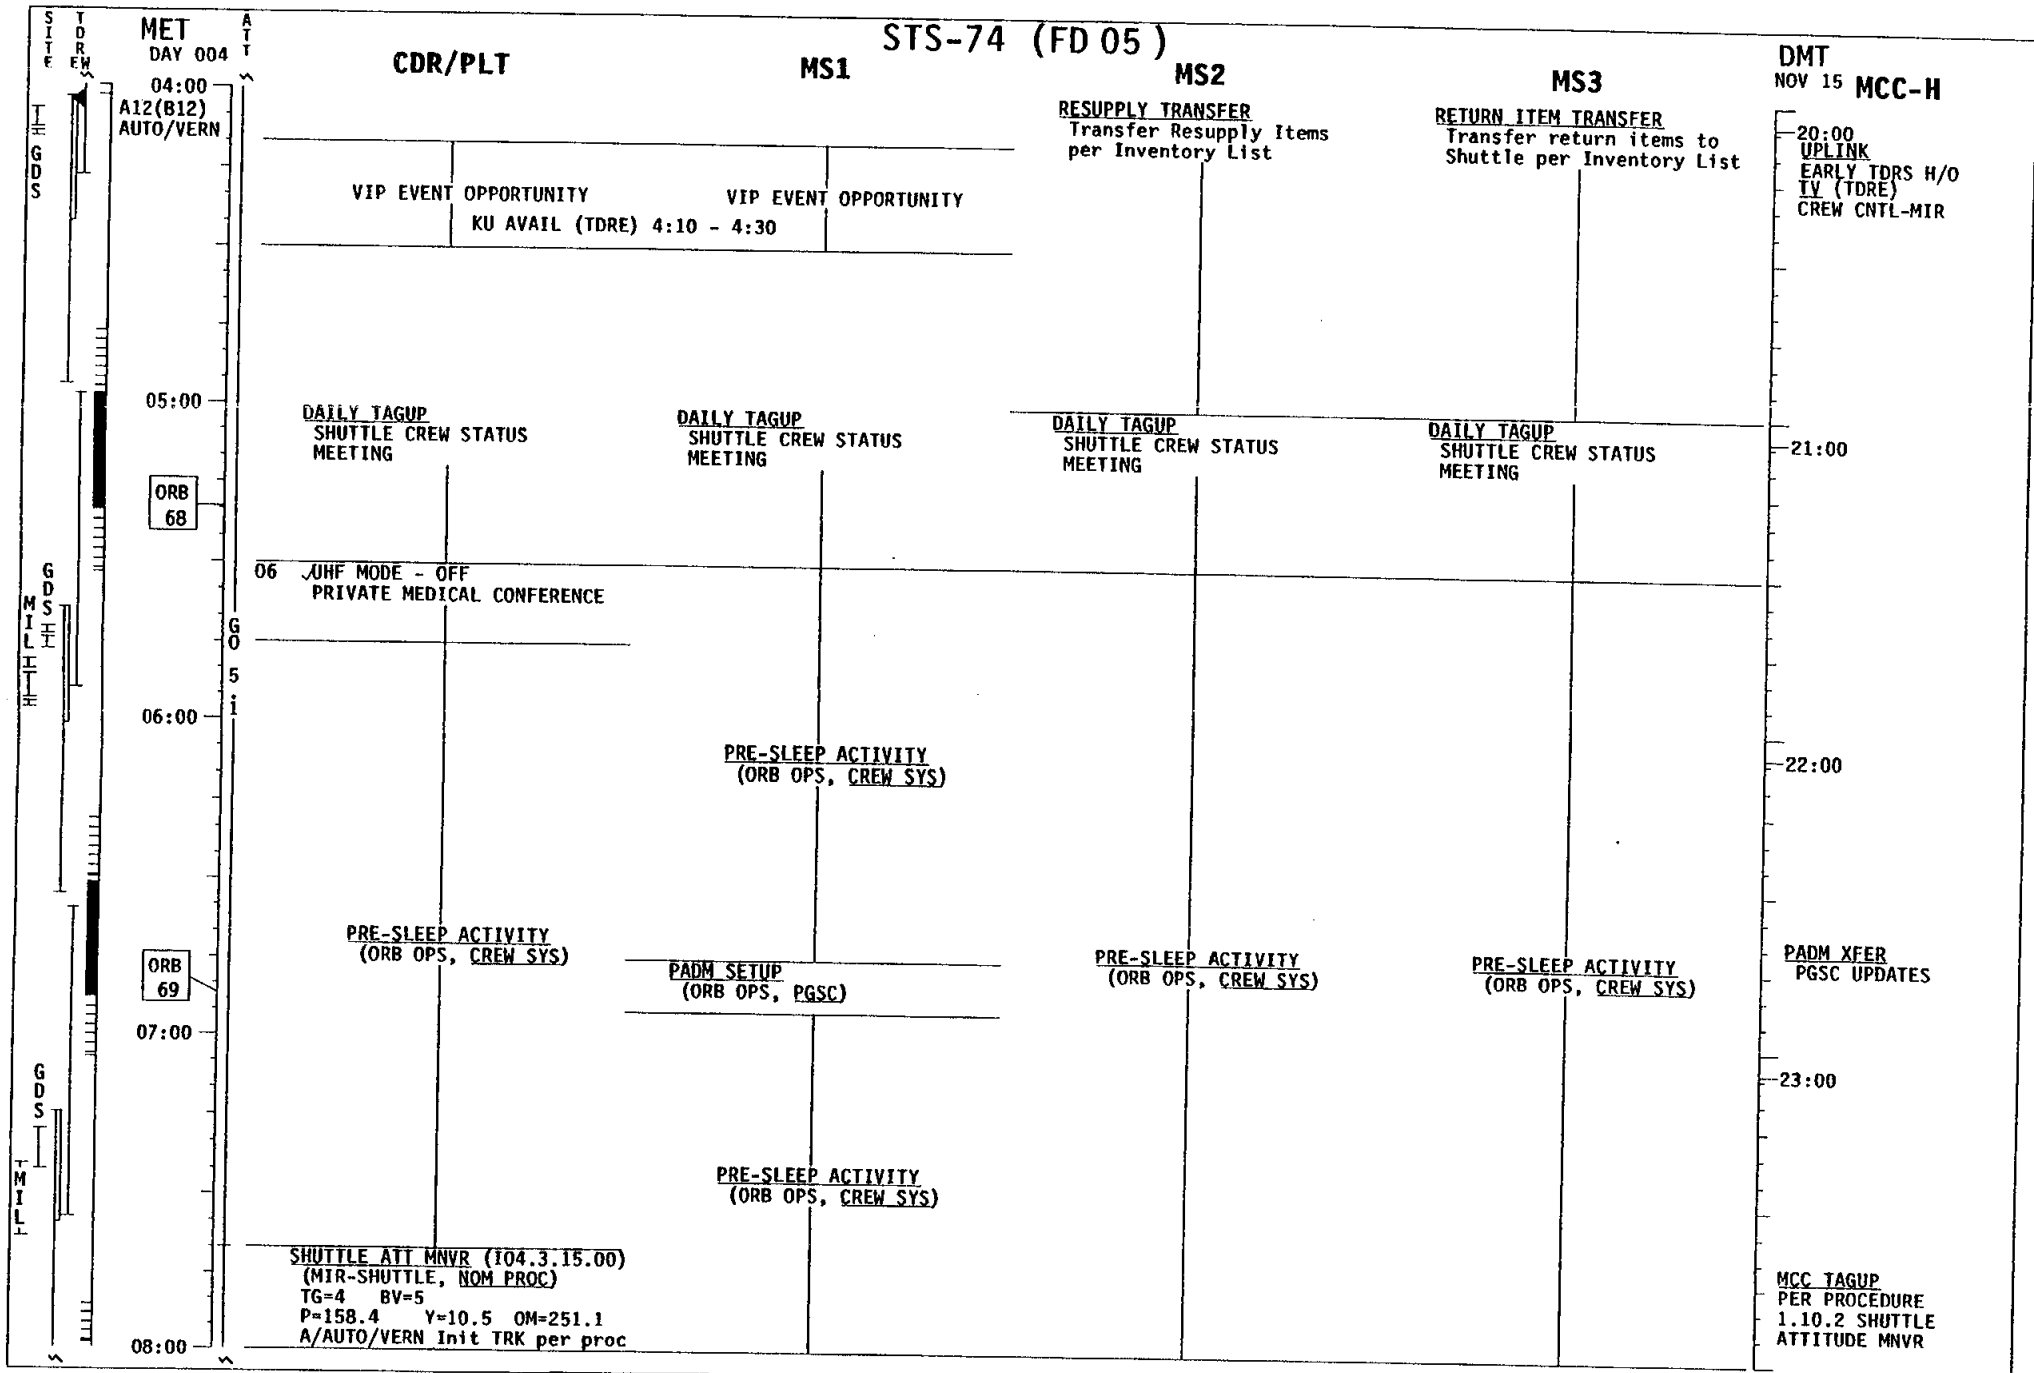 STS-74 (FD 05)
SITE
TDRE
W
MET
DAY 004
ATT
CDR/PLT
MS1
MS2
MS3
DMT
NOV 15 MCC-H
04:00
A12(B12)
AUTO/VERN
GDS
VIP EVENT OPPORTUNITY
VIP EVENT OPPORTUNITY
KU AVAIL (TDRE) 4:10 - 4:30
RESUPPLY TRANSFER
Transfer Resupply Items
per Inventory List
RETURN ITEM TRANSFER
Transfer return items to
Shuttle per Inventory List
20:00
UPLINK
EARLY TDRS H/O
TV (TDRE)
CREW CNTL-MIR
05:00
DAILY TAGUP
SHUTTLE CREW STATUS
MEETING
DAILY TAGUP
SHUTTLE CREW STATUS
MEETING
DAILY TAGUP
SHUTTLE CREW STATUS
MEETING
DAILY TAGUP
SHUTTLE CREW STATUS
MEETING
21:00
ORB
68
06 ✓UHF MODE - OFF
PRIVATE MEDICAL CONFERENCE
GDS
MIL
GO 51
06:00
PRE-SLEEP ACTIVITY
(ORB OPS, CREW SYS)
22:00
PRE-SLEEP ACTIVITY
(ORB OPS, CREW SYS)
PADM SETUP
(ORB OPS, PGSC)
PRE-SLEEP ACTIVITY
(ORB OPS, CREW SYS)
PRE-SLEEP ACTIVITY
(ORB OPS, CREW SYS)
PADM XFER
PGSC UPDATES
ORB
69
07:00
23:00
GDS
MIL
PRE-SLEEP ACTIVITY
(ORB OPS, CREW SYS)
SHUTTLE ATT MNVR (I04.3.15.00)
(MIR-SHUTTLE, NOM PROC)
TG=4 BV=5
P=158.4 Y=10.5 OM=251.1
A/AUTO/VERN Init TRK per proc
MCC TAGUP
PER PROCEDURE
1.10.2 SHUTTLE
ATTITUDE MNVR
08:00